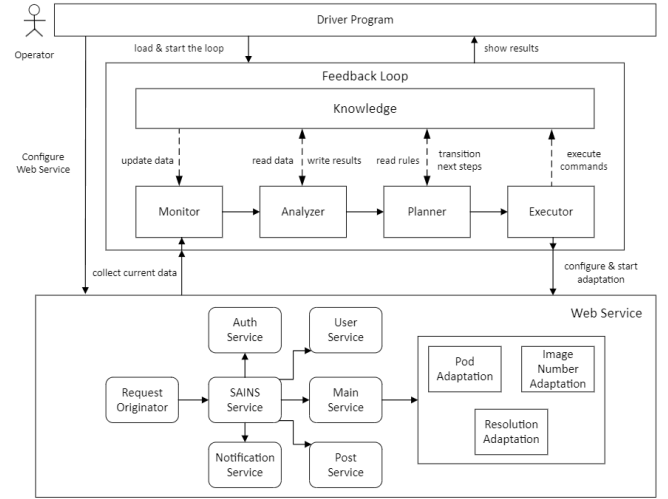 Driver Program
Operator
load & start the loop
show results
Feedback Loop
Knowledge
Configure
Web Service
update data
read data
write results
read rules
transition
next steps
execute
commands
Monitor
Analyzer
Planner
Executor
collect current data
configure & start
adaptation
Web Service
Auth
Service
User
Service
Pod
Adaptation
Image
Number
Adaptation
Request
Originator
SAINS
Service
Main
Service
Resolution
Adaptation
Notification
Service
Post
Service